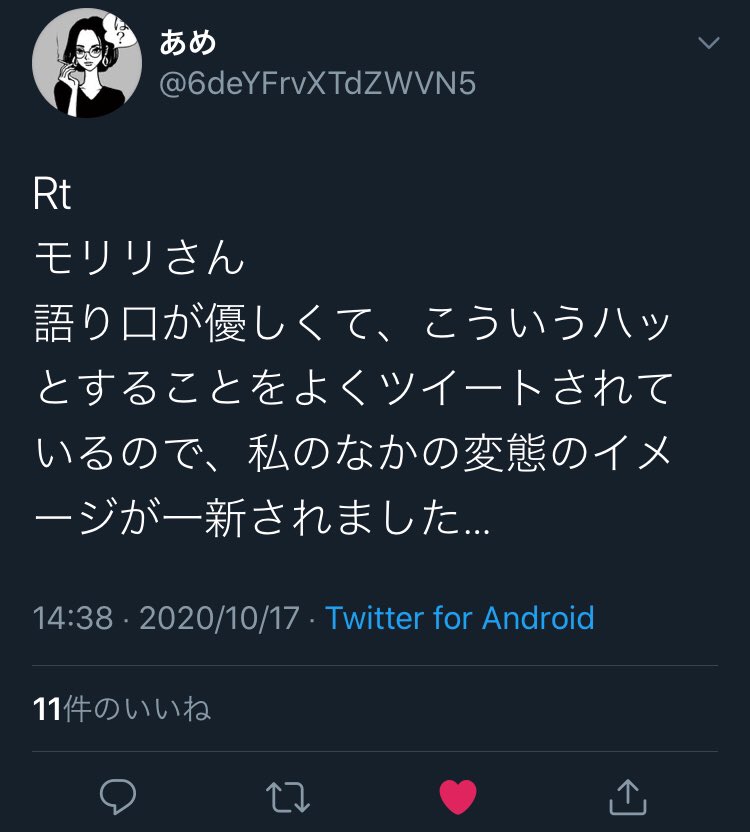 あめ
@6deYFrvXTdZWVN5
Rt
モリリさん
語り口が優しくて、こういうハッ
とすることをよくツイートされて
いるので、私のなかの変態のイメ
ージが一新されました...
14:38 · 2020/10/17 · Twitter for Android
11件のいいね